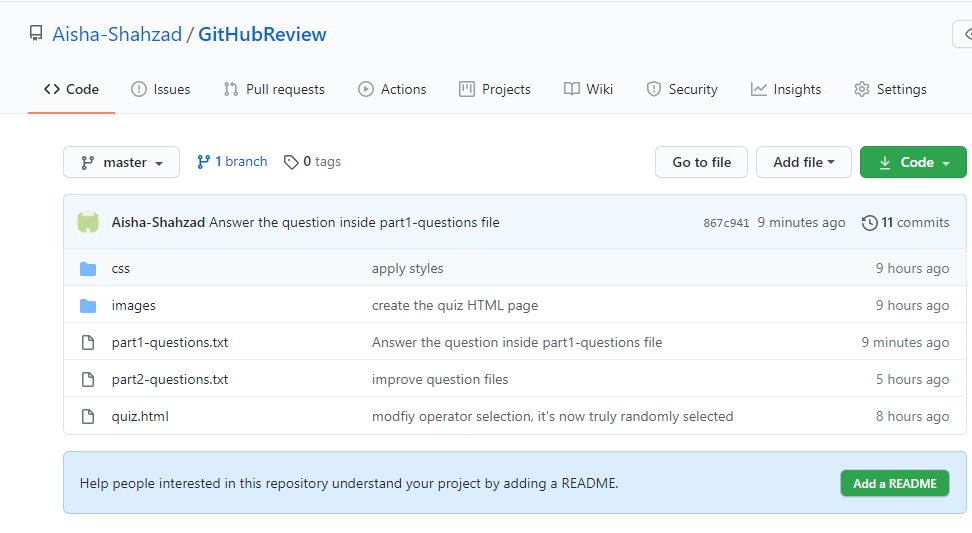 Aisha-Shahzad / GitHubReview
Code Issues Pull requests Actions Projects Wiki Security Insights Settings
master 1 branch 0 tags Go to file Add file Code
Aisha-Shahzad Answer the question inside part1-questions file 867c941 9 minutes ago 11 commits
css apply styles 9 hours ago
images create the quiz HTML page 9 hours ago
part1-questions.txt Answer the question inside part1-questions file 9 minutes ago
part2-questions.txt improve question files 5 hours ago
quiz.html modfiy operator selection, it's now truly randomly selected 8 hours ago
Help people interested in this repository understand your project by adding a README. Add a README